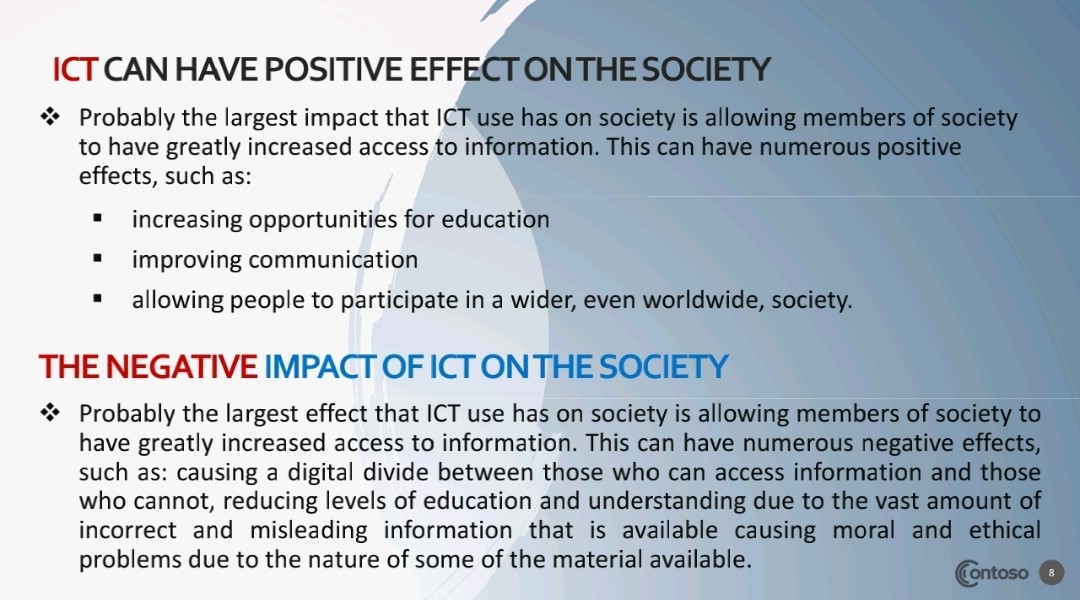 ICT CAN HAVE POSITIVE EFFECT ON THE SOCIETY
❖ Probably the largest impact that ICT use has on society is allowing members of society
to have greatly increased access to information. This can have numerous positive
effects, such as:
▪ increasing opportunities for education
▪ improving communication
▪ allowing people to participate in a wider, even worldwide, society.
THE NEGATIVE IMPACT OF ICT ON THE SOCIETY
❖ Probably the largest effect that ICT use has on society is allowing members of society to
have greatly increased access to information. This can have numerous negative effects,
such as: causing a digital divide between those who can access information and those
who cannot, reducing levels of education and understanding due to the vast amount of
incorrect and misleading information that is available causing moral and ethical
problems due to the nature of some of the material available.
Contoso 8